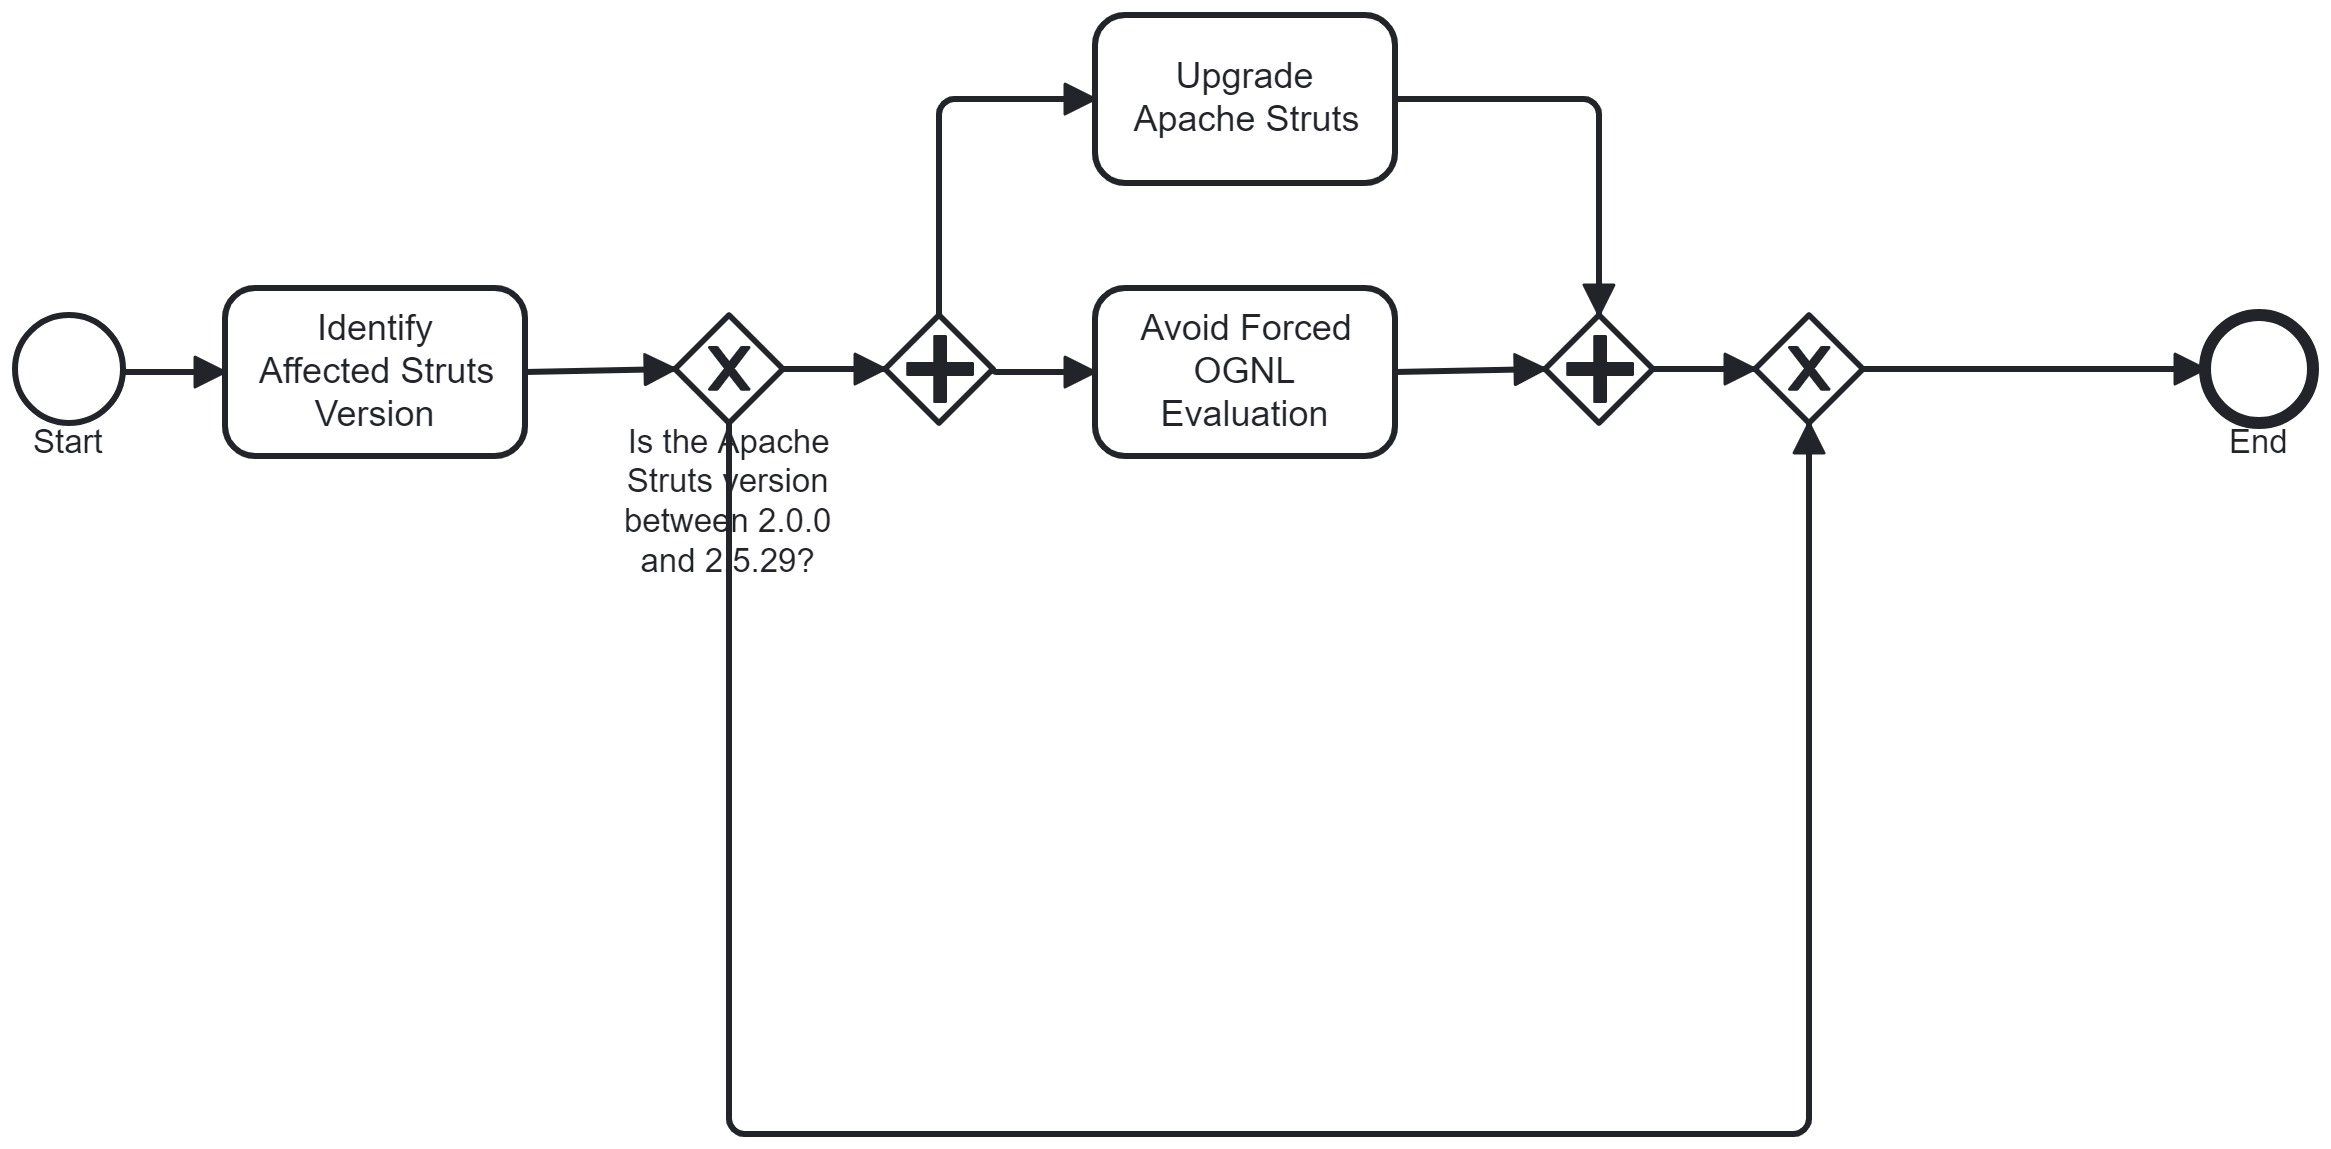 Upgrade
Apache Struts
Identify
Affected Struts
Version
Avoid Forced
OGNL
Evaluation
Start
Is the Apache
Struts version
between 2.0.0
and 2.5.29?
End